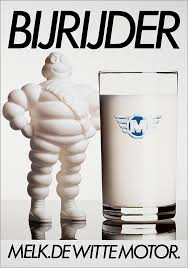 BIJRIJDER
M
MELK. DE WITTE MOTOR.